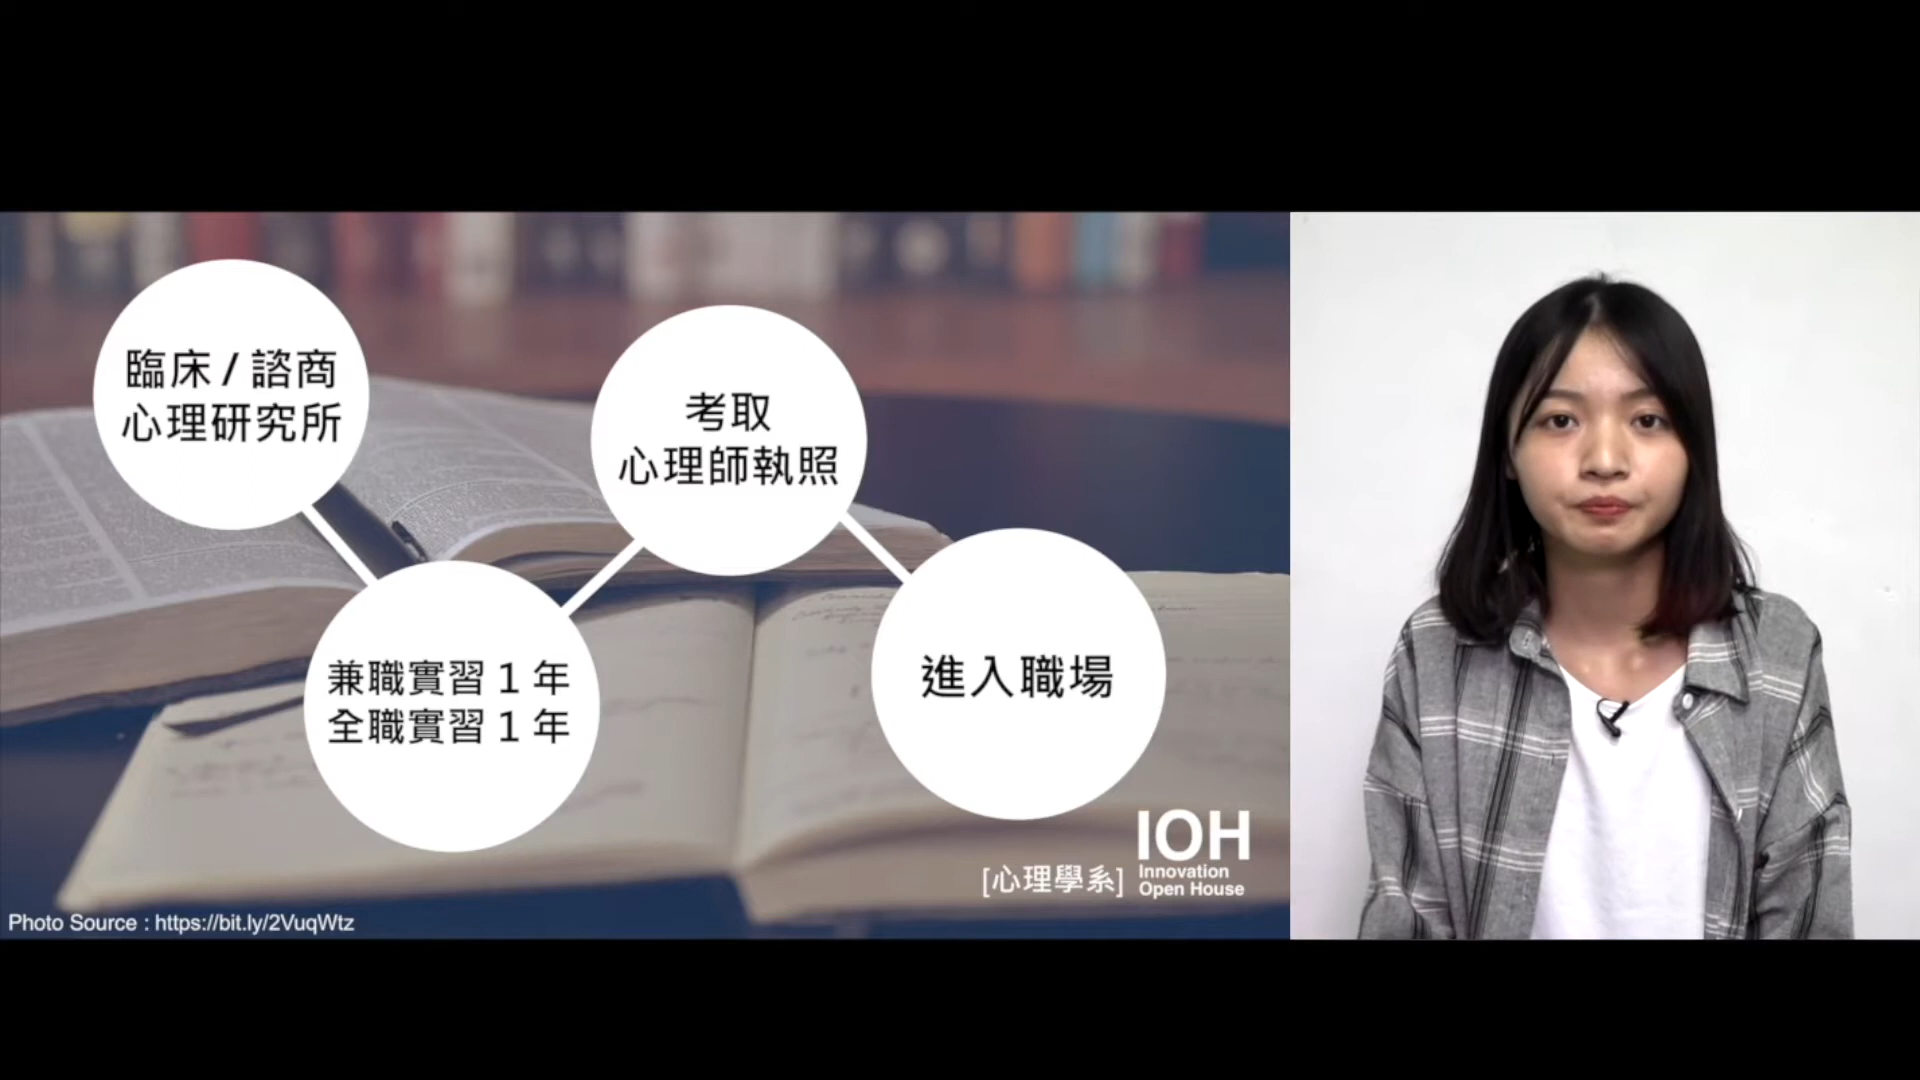 臨床 / 諮商
心理研究所
兼職實習 1 年
全職實習 1 年
考取
心理師執照
進入職場
[心理學系]
IOH
Innovation
Open House
Photo Source : https://bit.ly/2VuqWtz